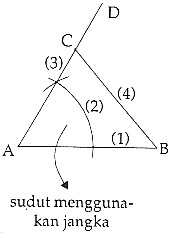 D
C
(3)
(2)
(4)
(1)
A
B
sudut mengguna-
kan jangka